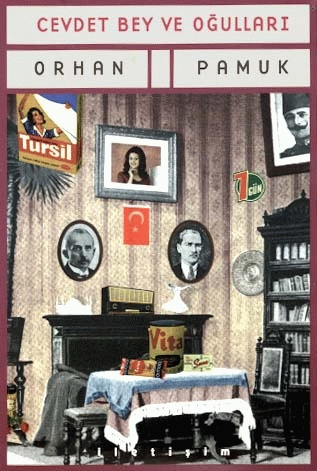 CEVDET BEY VE OĞULLARI
ORHAN PAMUK
Tursil
7
GÜN
Vita
iletişim